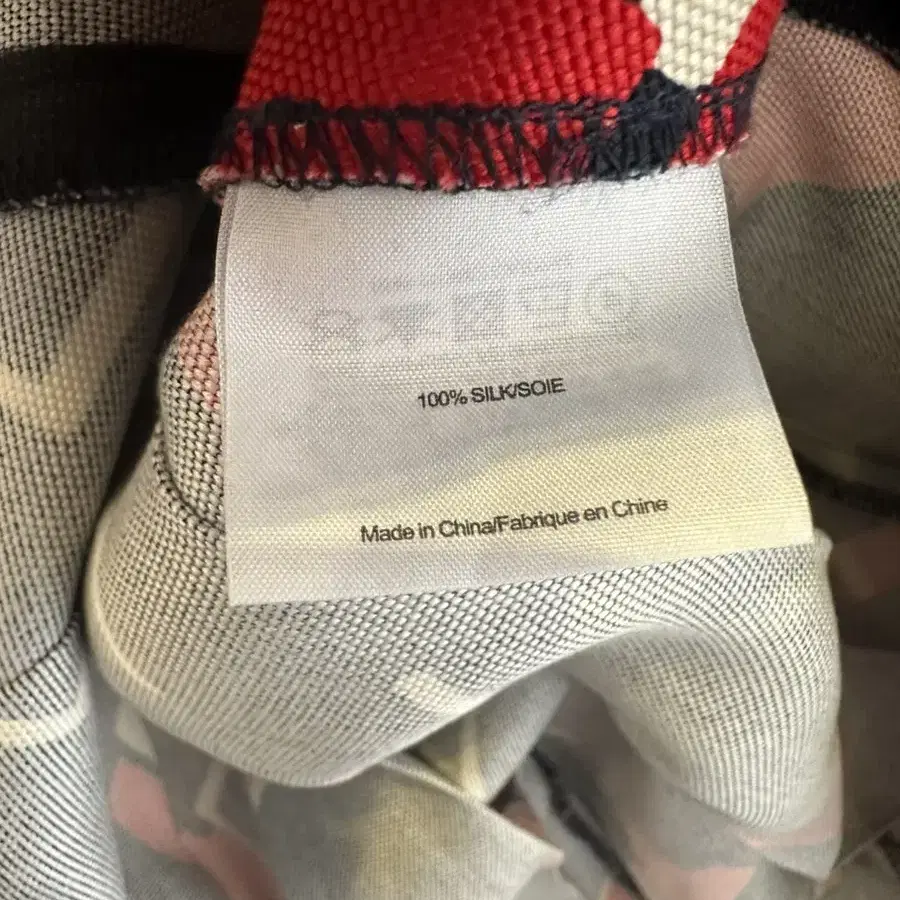 100% SILK/SOIE
Made in China/Fabrique en Chine